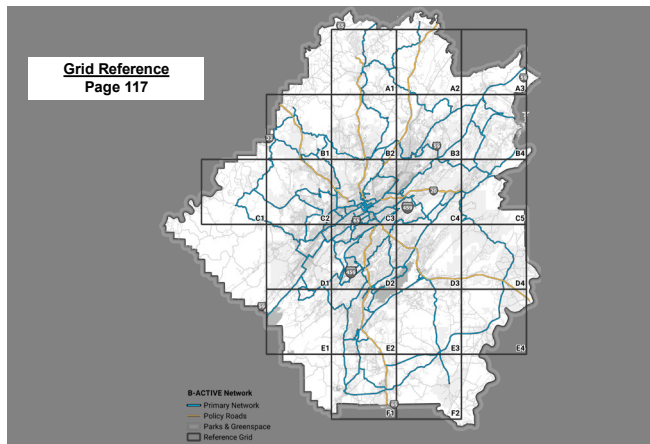 Grid Reference
Page 117
A1
A2
A3
B1
B2
B3
B4
C1
C2
C3
C4
C5
D1
D2
D3
D4
E1
E2
E3
E4
F1
F2
B-ACTIVE Network
Primary Network
Policy Roads
Parks & Greenspace
Reference Grid